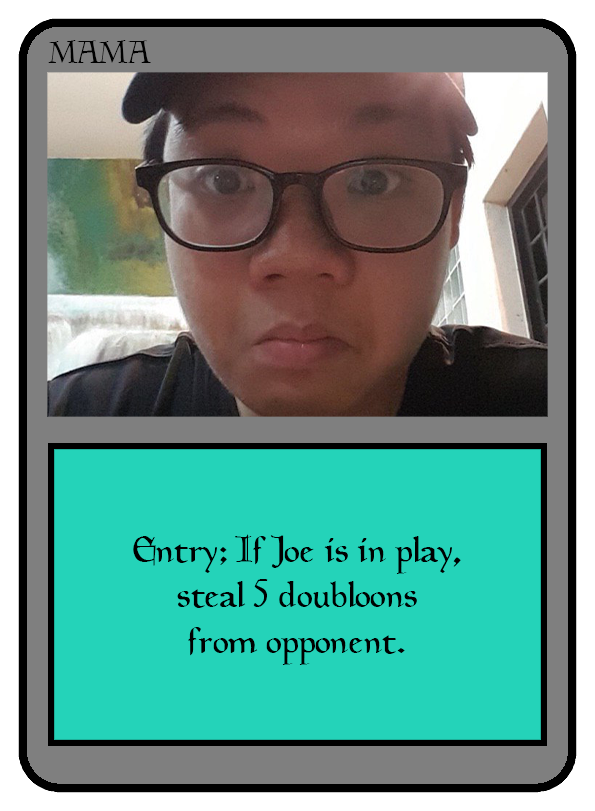 MAMA
Entry; If Joe is in play,
steal 5 doubloons
from opponent.